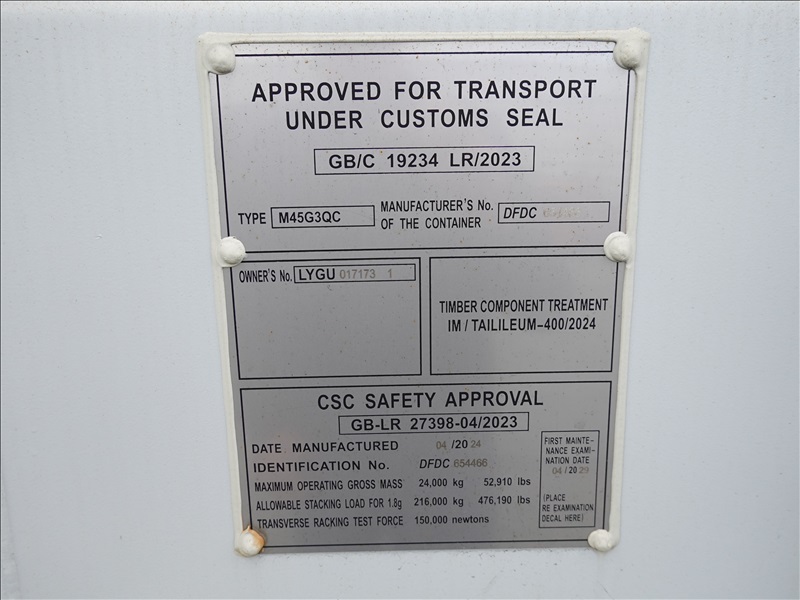 APPROVED FOR TRANSPORT
UNDER CUSTOMS SEAL
GB/C 19234 LR/2023
TYPE M45G3QC
MANUFACTURER'S No.
OF THE CONTAINER DFDC
OWNER'S No. LYGU 017173 1
TIMBER COMPONENT TREATMENT
IM / TAILILEUM-400/2024
CSC SAFETY APPROVAL
GB-LR 27398-04/2023
DATE MANUFACTURED 04 /20 24
IDENTIFICATION No. DFDC 654466
MAXIMUM OPERATING GROSS MASS 24,000 kg 52,910 lbs
ALLOWABLE STACKING LOAD FOR 1.8g 216,000 kg 476,190 lbs
TRANSVERSE RACKING TEST FORCE 150,000 newtons
FIRST MAINTE-
NANCE EXAMI-
NATION DATE
04 /20 29
(PLACE
RE EXAMINATION
DECAL HERE)